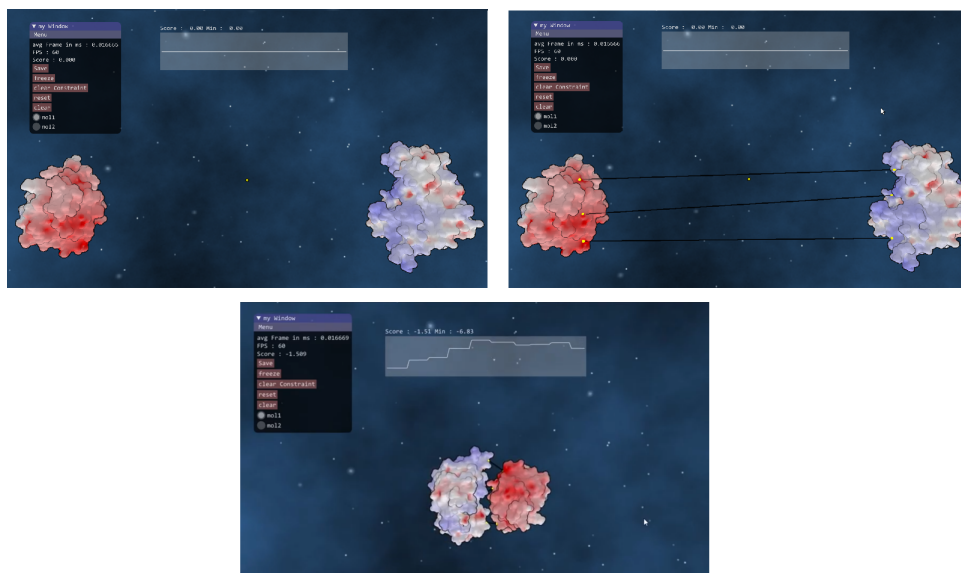 my Window
Menu
avg Frame in ms : 0.016665
FPS : 60
Score : 0.000
Save
freeze
clear Constraint
reset
clear
mol1
mol2
Score : 0.00 Min : 0.00
my Window
Menu
avg Frame in ms : 0.016666
FPS : 60
Score : 0.000
Save
freeze
clear Constraint
reset
clear
mol1
mol2
Score : 0.00 Min : 0.00
my Window
Menu
avg Frame in ms : 0.016669
FPS : 60
Score : -1.509
Save
freeze
clear Constraint
reset
clear
mol1
mol2
Score : -1.51 Min : -6.83